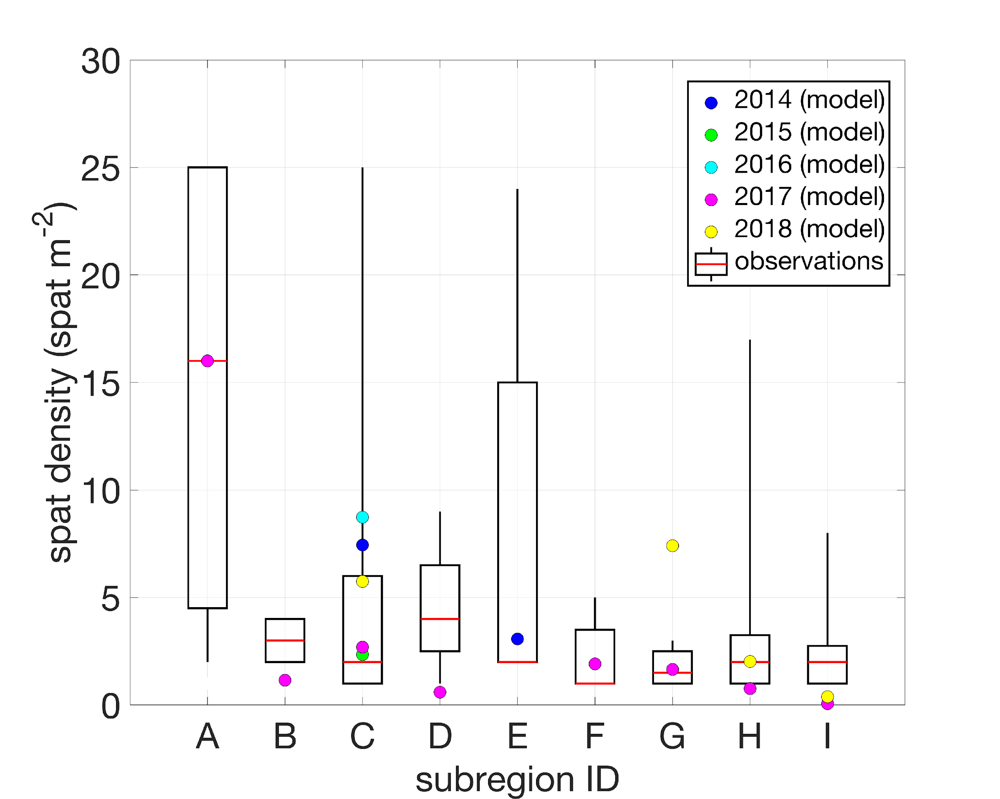 30
25
20
15
10
5
0
spat density (spat m⁻²)
2014 (model)
2015 (model)
2016 (model)
2017 (model)
2018 (model)
observations
A B C D E F G H I
subregion ID